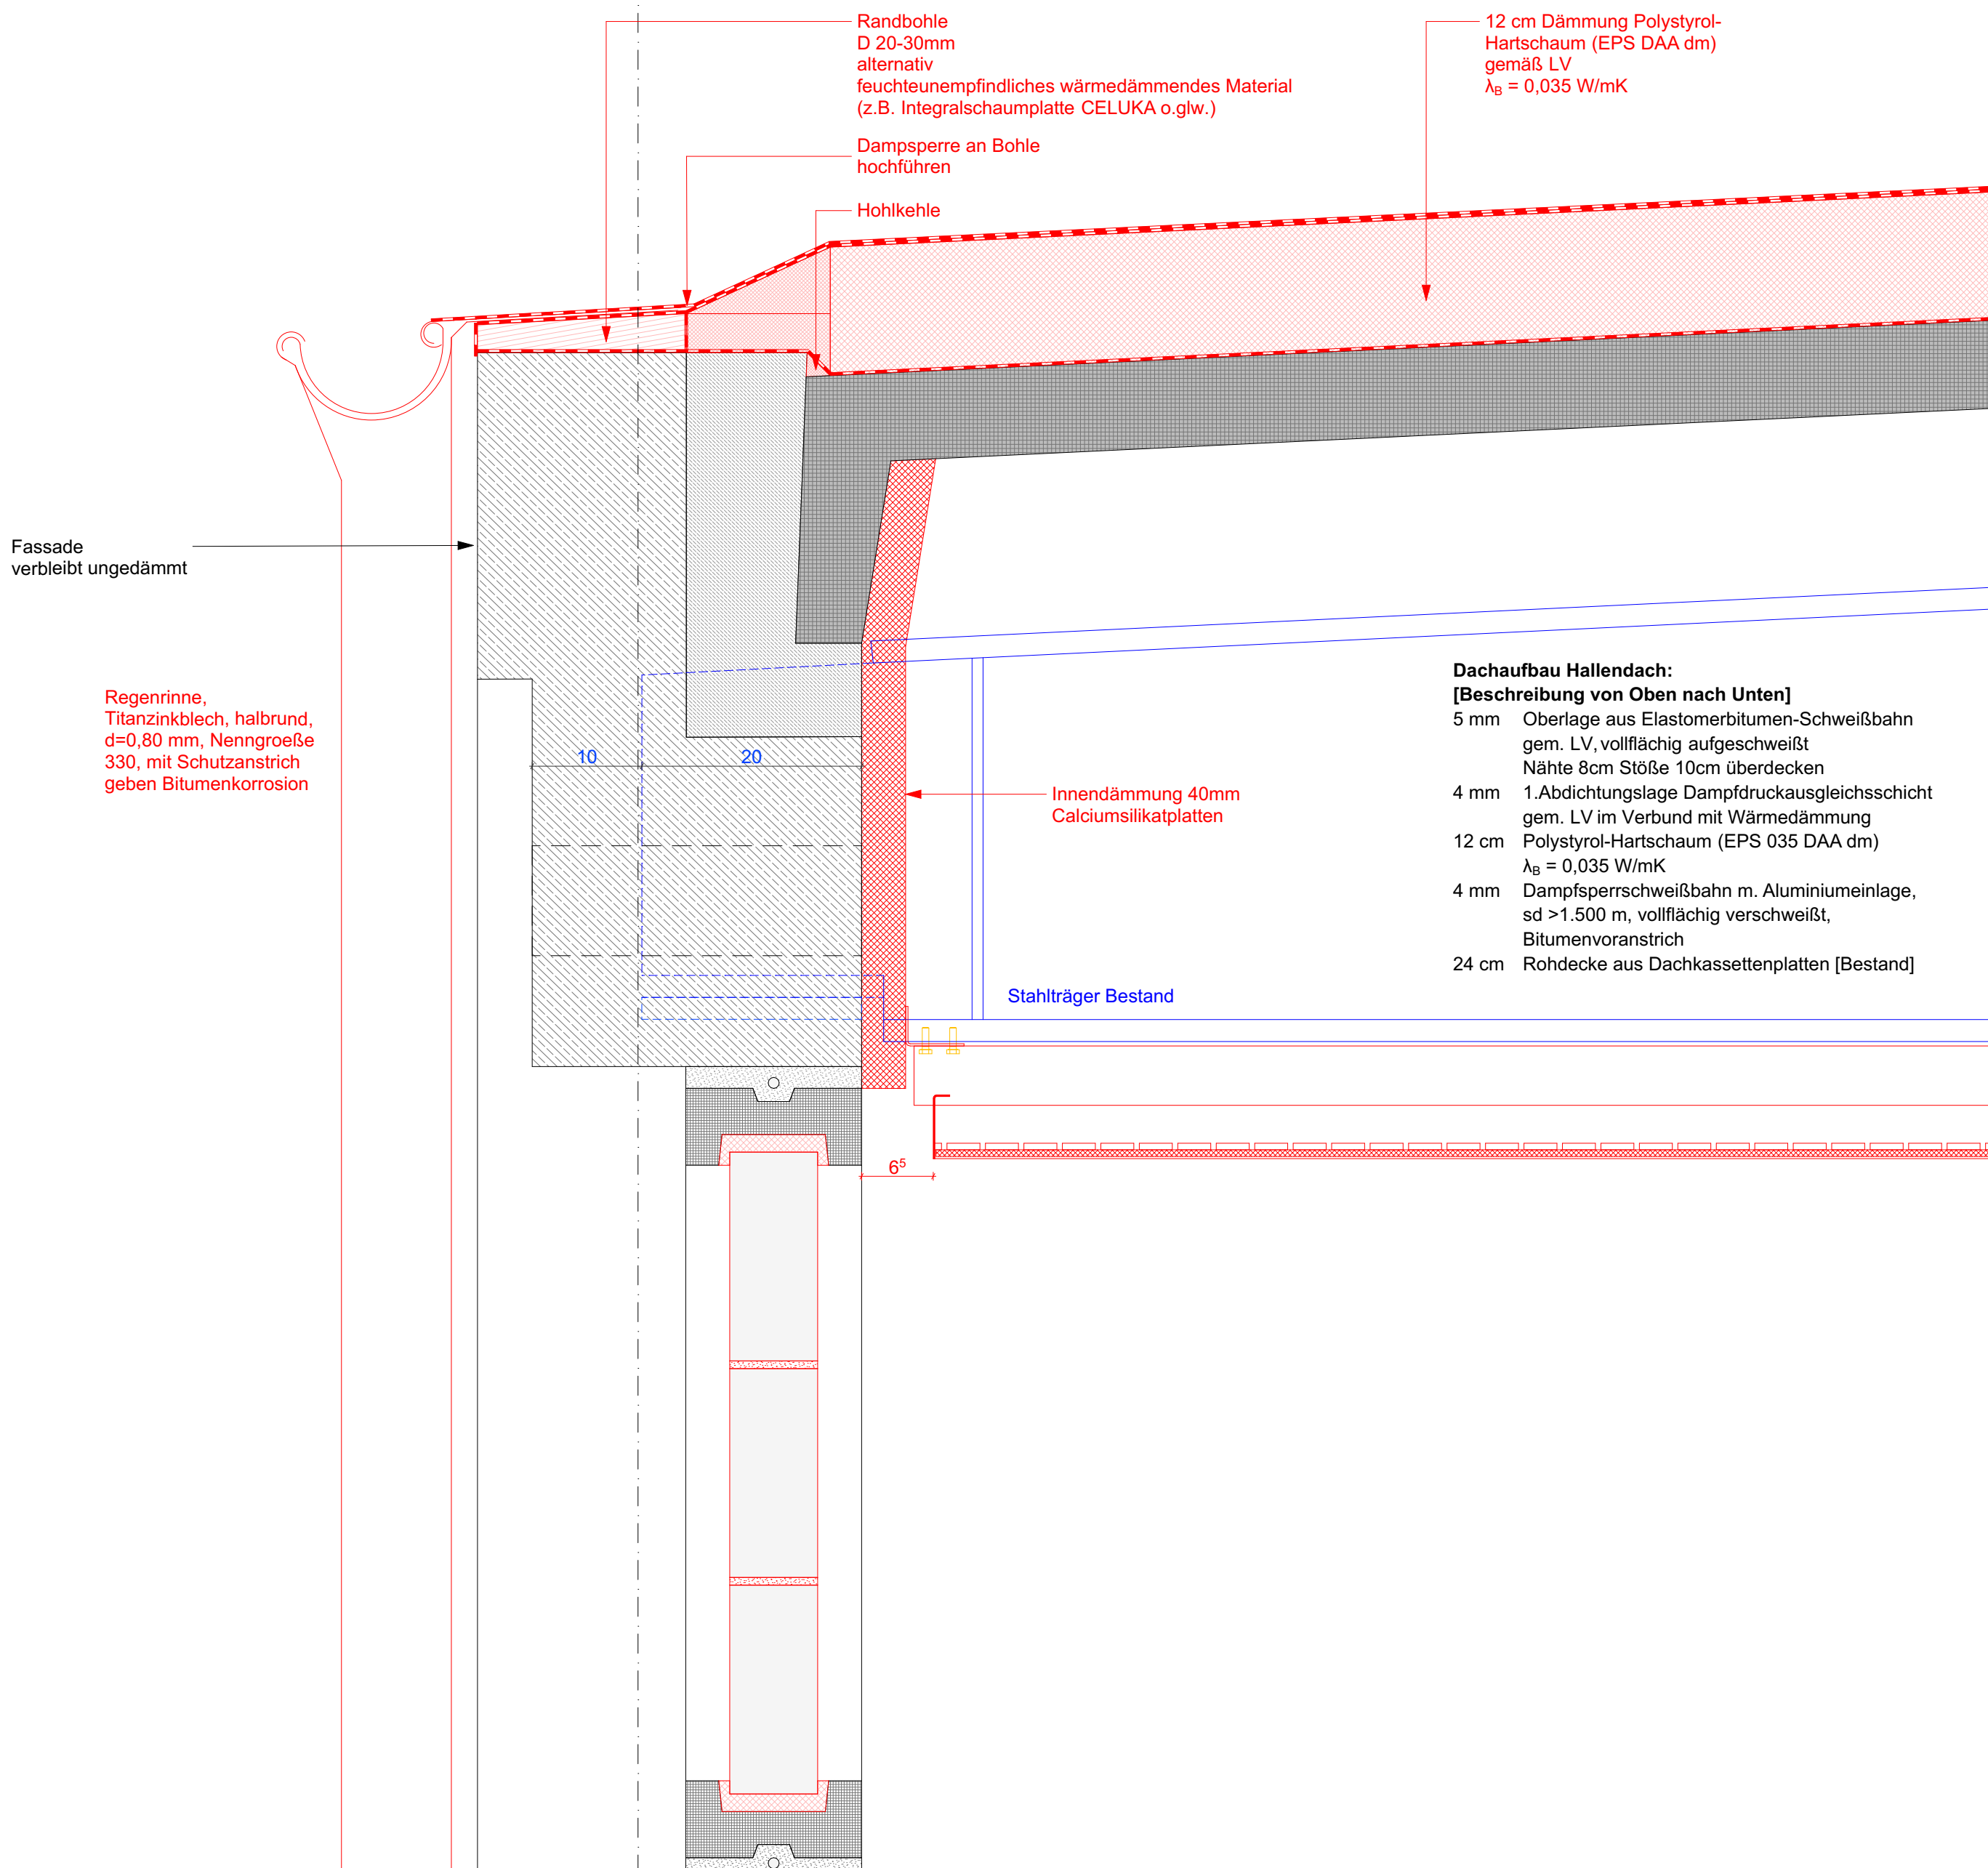 Randbohle
D 20-30mm
alternativ
feuchteunempfindliches wärmedämmendes Material
(z.B. Integralschaumplatte CELUKA o.glw.)
Dampsperre an Bohle
hochführen
Hohlkehle
12 cm Dämmung Polystyrol-
Hartschaum (EPS DAA dm)
gemäß LV
λB = 0,035 W/mK
Fassade
verbleibt ungedämmt
Regenrinne,
Titanzinkblech, halbrund,
d=0,80 mm, Nenngroeße
330, mit Schutzanstrich
geben Bitumenkorrosion
10
20
Innendämmung 40mm
Calciumsilikatplatten
Stahlträger Bestand
Dachaufbau Hallendach:
[Beschreibung von Oben nach Unten]
5 mm Oberlage aus Elastomerbitumen-Schweißbahn
gem. LV, vollflächig aufgeschweißt
Nähte 8cm Stöße 10cm überdecken
4 mm 1.Abdichtungslage Dampfdruckausgleichsschicht
gem. LV im Verbund mit Wärmedämmung
12 cm Polystyrol-Hartschaum (EPS 035 DAA dm)
λB = 0,035 W/mK
4 mm Dampfsperrschweißbahn m. Aluminiumeinlage,
sd >1.500 m, vollflächig verschweißt,
Bitumenvoranstrich
24 cm Rohdecke aus Dachkassettenplatten [Bestand]
6⁵